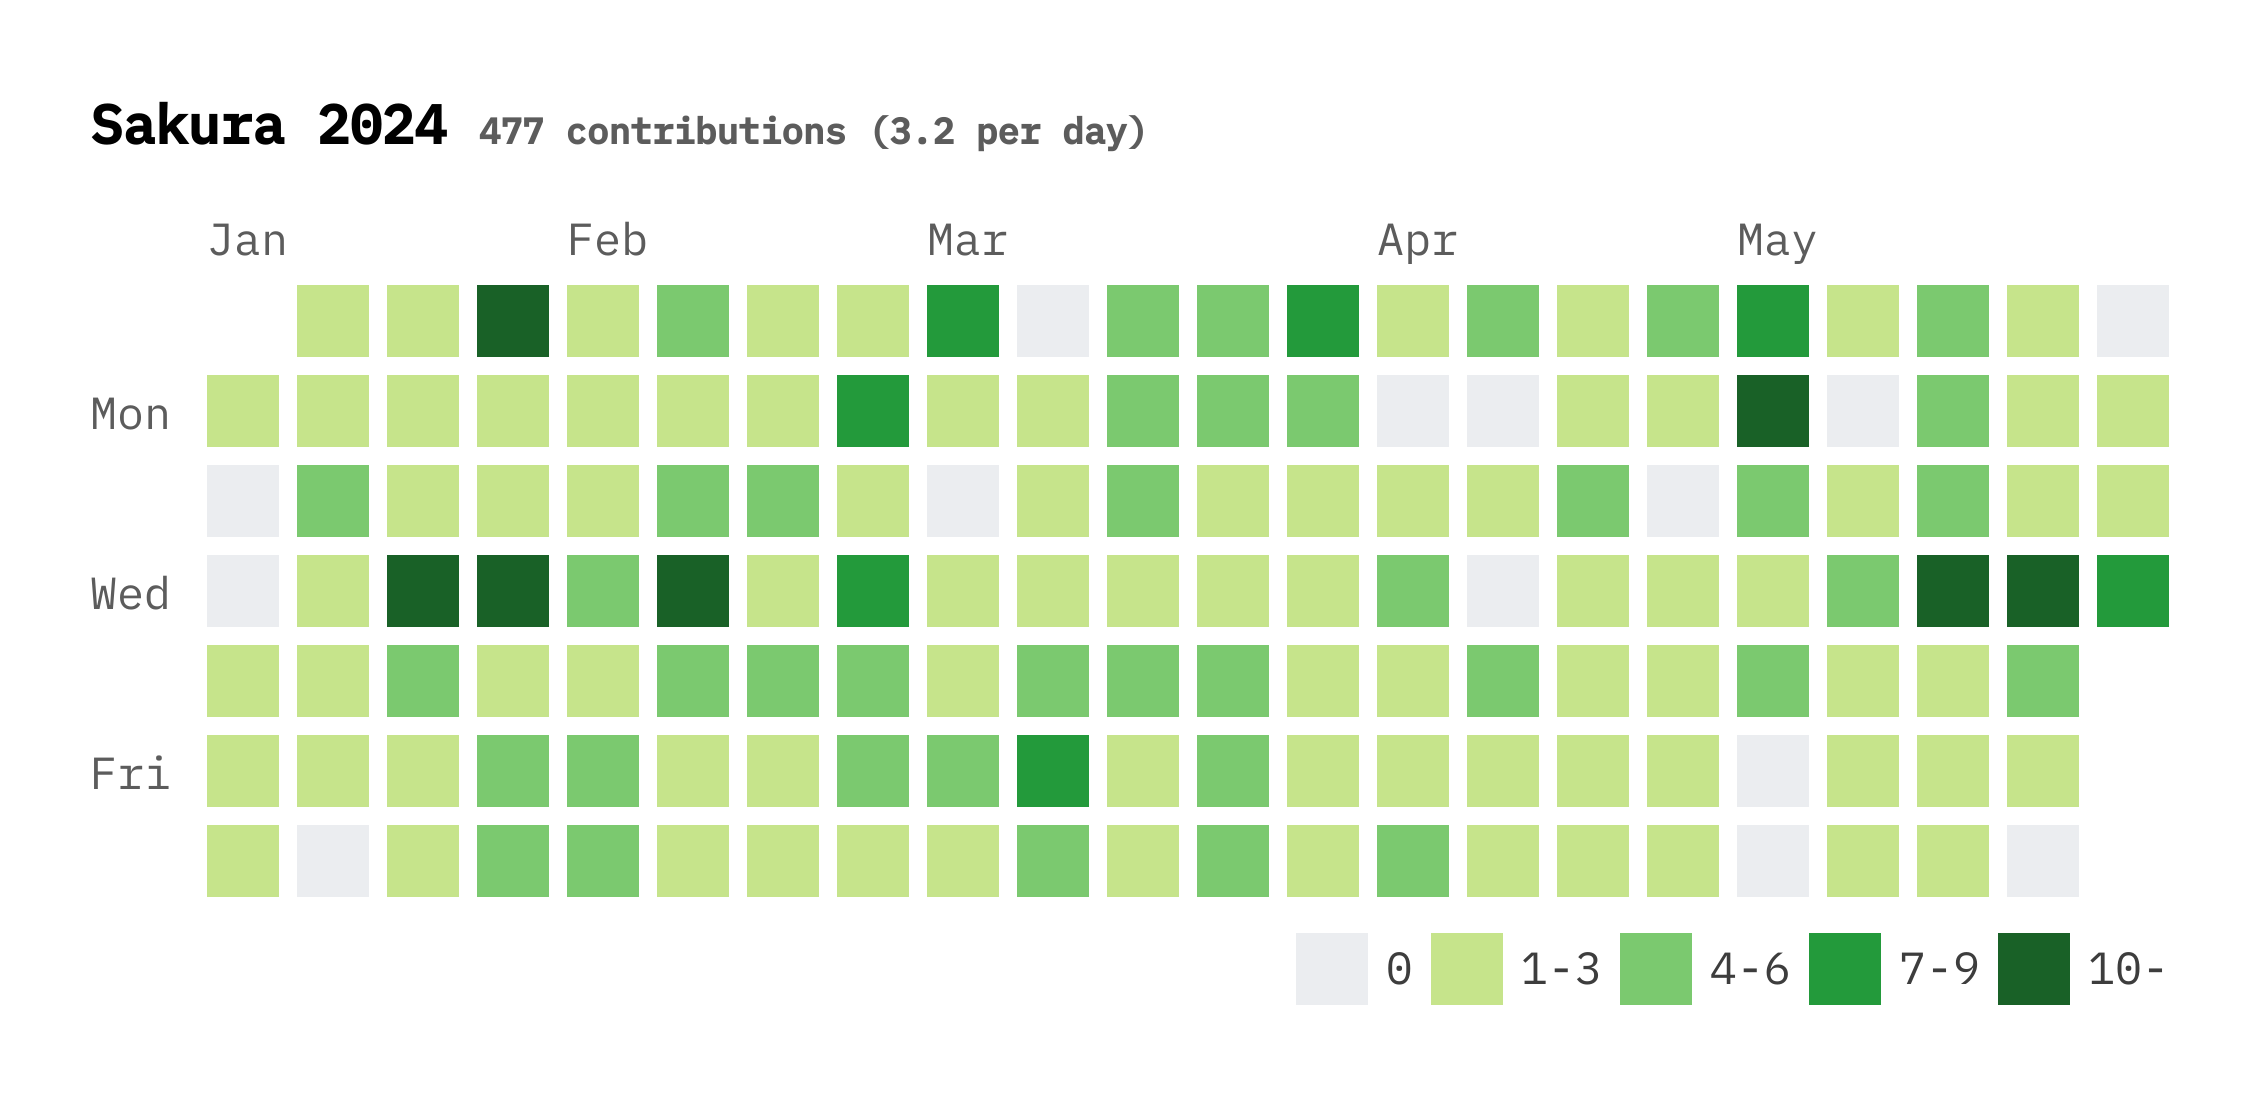 Sakura 2024 477 contributions (3.2 per day)
Jan Feb Mar Apr May
Mon
Wed
Fri
0 1-3 4-6 7-9 10-